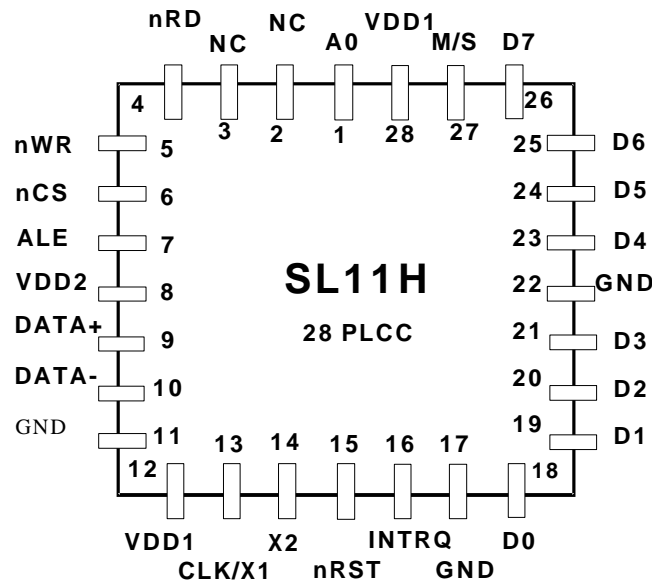 nRD NC NC A0 VDD1 M/S D7
4 3 2 1 28 27 26
nWR 5 25 D6
nCS 6 24 D5
ALE 7 23 D4
VDD2 8 SL11H 22 GND
DATA+ 9 28 PLCC 21 D3
DATA- 10 20 D2
GND 11 19 D1
12 13 14 15 16 17 18
VDD1 CLK/X1 X2 nRST INTRQ GND D0